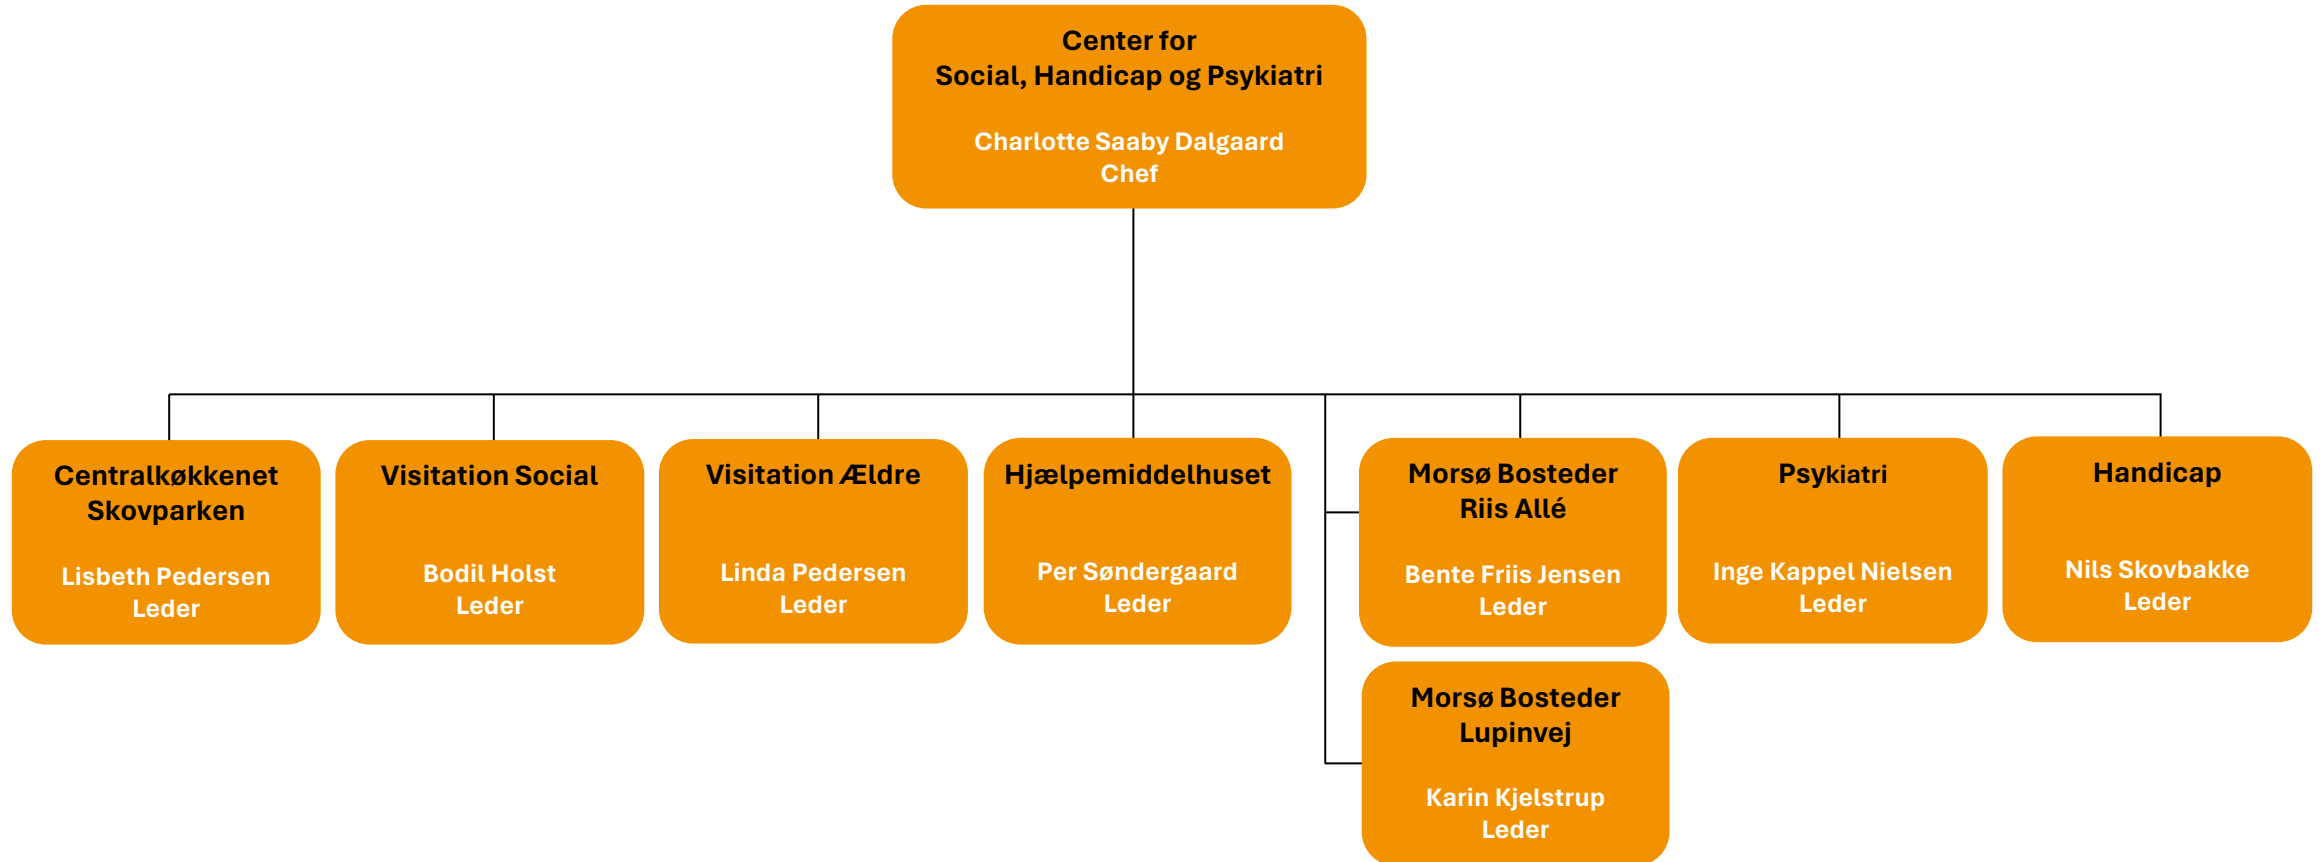 Center for
Social, Handicap og Psykiatri
Charlotte Saaby Dalgaard
Chef
Centralkøkkenet
Skovparken
Lisbeth Pedersen
Leder
Visitation Social
Bodil Holst
Leder
Visitation Ældre
Linda Pedersen
Leder
Hjælpemiddelhuset
Per Søndergaard
Leder
Morsø Bosteder
Riis Allé
Bente Friis Jensen
Leder
Psykiatri
Inge Kappel Nielsen
Leder
Handicap
Nils Skovbakke
Leder
Morsø Bosteder
Lupinvej
Karin Kjelstrup
Leder